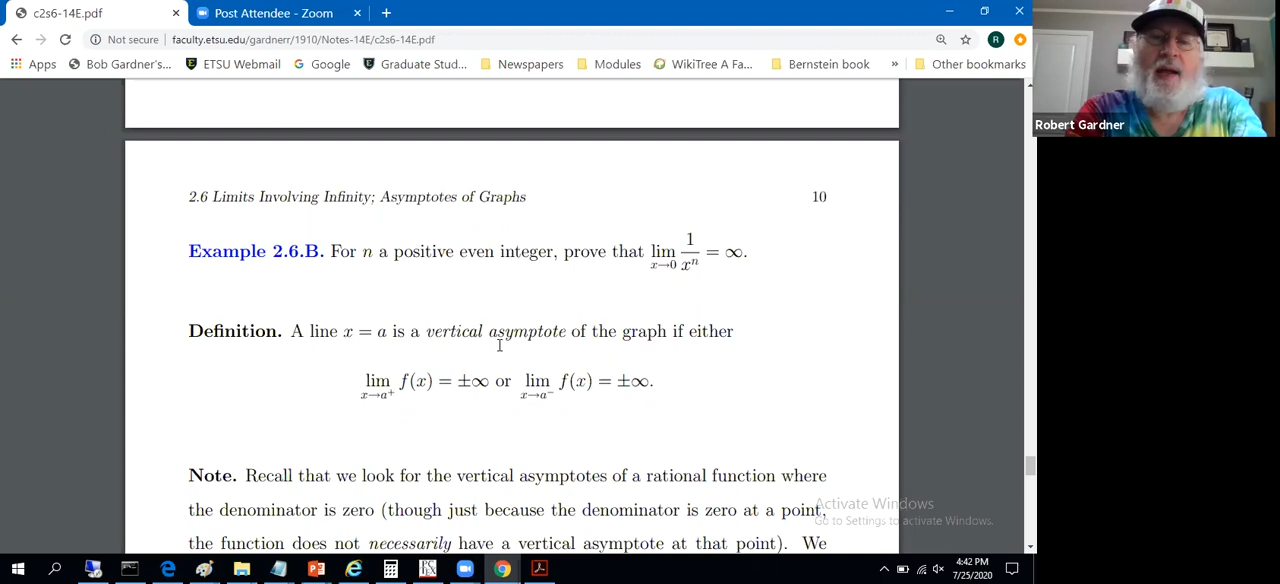 c2s6-14E.pdf
Post Attendee - Zoom
Not secure | faculty.etsu.edu/gardnerr/1910/Notes-14E/c2s6-14E.pdf
R
Apps Bob Gardner's... ETSU Webmail Google Graduate Stud... Newspapers Modules WikiTree A Fa... Bernstein book » Other bookmarks
Robert Gardner
2.6 Limits Involving Infinity; Asymptotes of Graphs 10
Example 2.6.B. For n a positive even integer, prove that lim x→0 1/xⁿ = ∞.
Definition. A line x = a is a vertical asymptote of the graph if either
lim x→a⁺ f(x) = ±∞ or lim x→a⁻ f(x) = ±∞.
Note. Recall that we look for the vertical asymptotes of a rational function where
the denominator is zero (though just because the denominator is zero at a point,
the function does not necessarily have a vertical asymptote at that point). We
Activate Windows
Go to Settings to activate Windows.
4:42 PM
7/25/2020